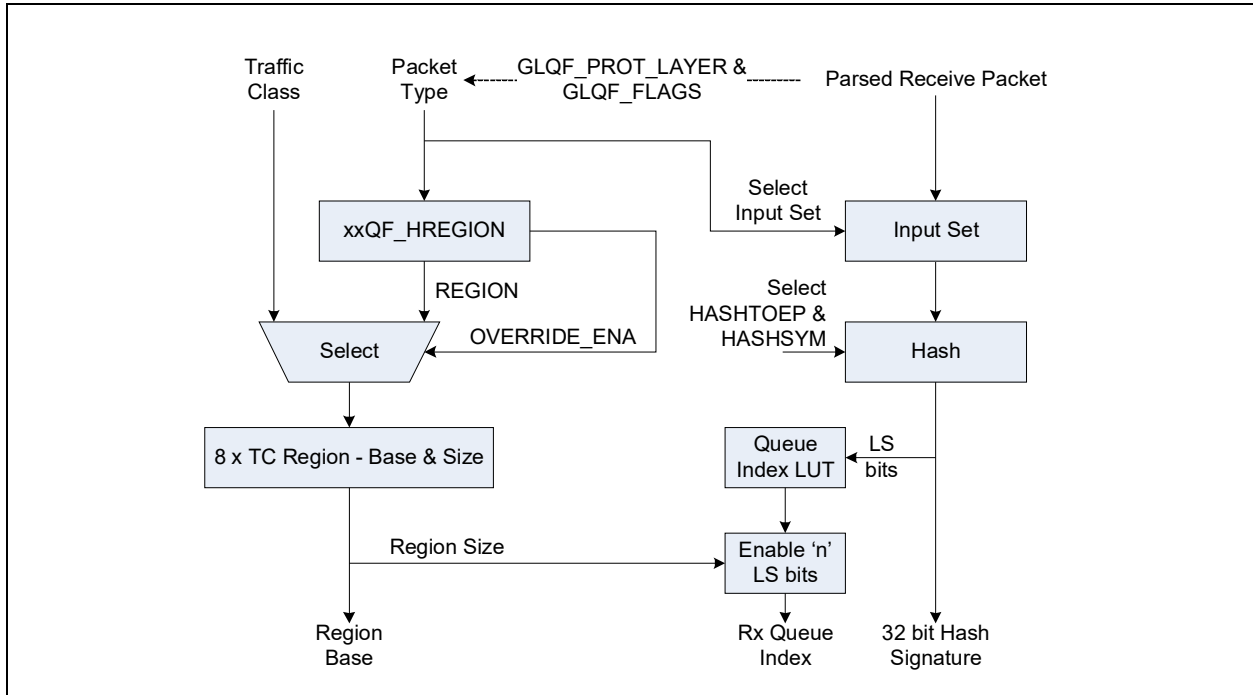 Traffic
Class
Packet
Type
GLQF_PROT_LAYER &
GLQF_FLAGS
Parsed Receive Packet
Select
Input Set
xxQF_HREGION
Input Set
REGION
Select
HASHTOEP &
HASHSYM
OVERRIDE_ENA
Select
Hash
8 x TC Region - Base & Size
Queue
Index LUT
LS
bits
Region Size
Enable ‘n’
LS bits
Region
Base
Rx Queue
Index
32 bit Hash
Signature